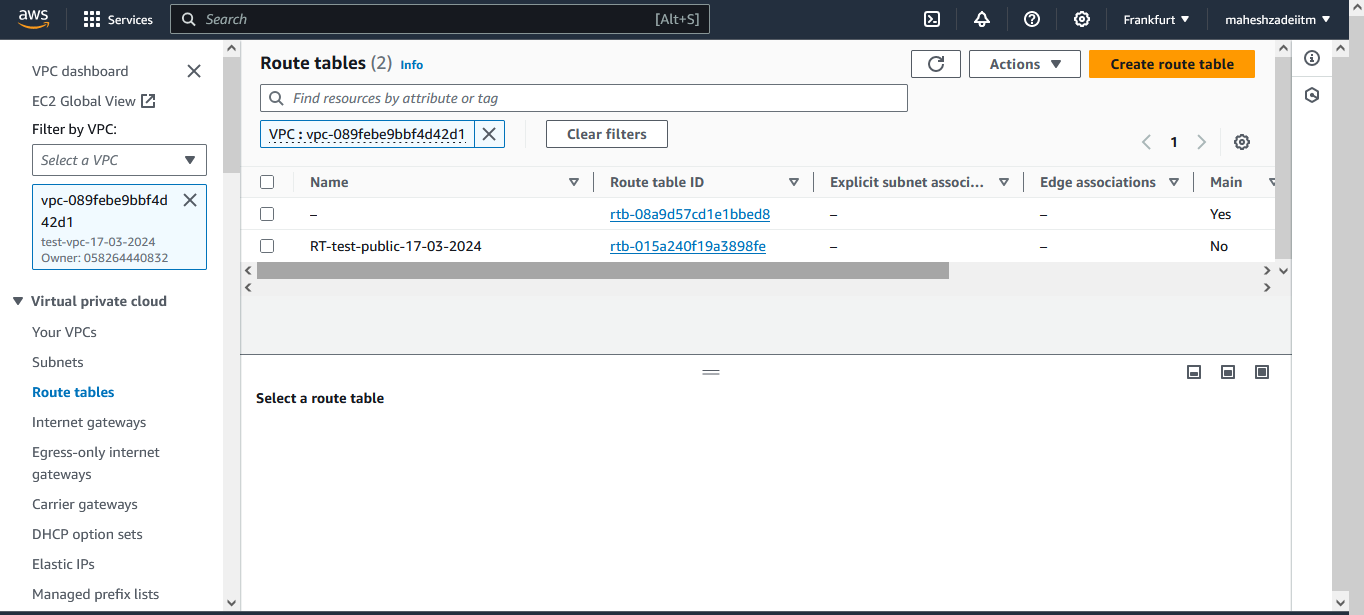 aws
Services
Search [Alt+S]
Frankfurt
maheshzadeiitm
VPC dashboard
EC2 Global View
Filter by VPC:
Select a VPC
vpc-089febe9bbf4d
42d1
test-vpc-17-03-2024
Owner: 058264440832
Virtual private cloud
Your VPCs
Subnets
Route tables
Internet gateways
Egress-only internet
gateways
Carrier gateways
DHCP option sets
Elastic IPs
Managed prefix lists
Route tables (2) Info
Actions
Create route table
Find resources by attribute or tag
VPC : vpc-089febe9bbf4d42d1
Clear filters
1
Name Route table ID Explicit subnet associ... Edge associations Main
– rtb-08a9d57cd1e1bbed8 – – Yes
RT-test-public-17-03-2024 rtb-015a240f19a3898fe – – No
Select a route table